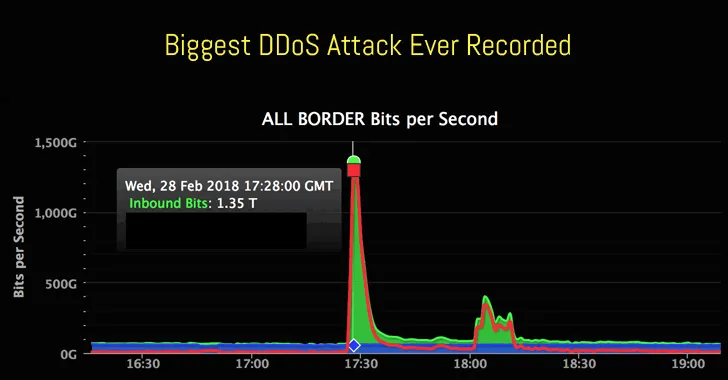 Biggest DDoS Attack Ever Recorded
ALL BORDER Bits per Second
Bits per Second
1,500G
1,000G
500G
0G
Wed, 28 Feb 2018 17:28:00 GMT
Inbound Bits: 1.35 T
16:30 17:00 17:30 18:00 18:30 19:00